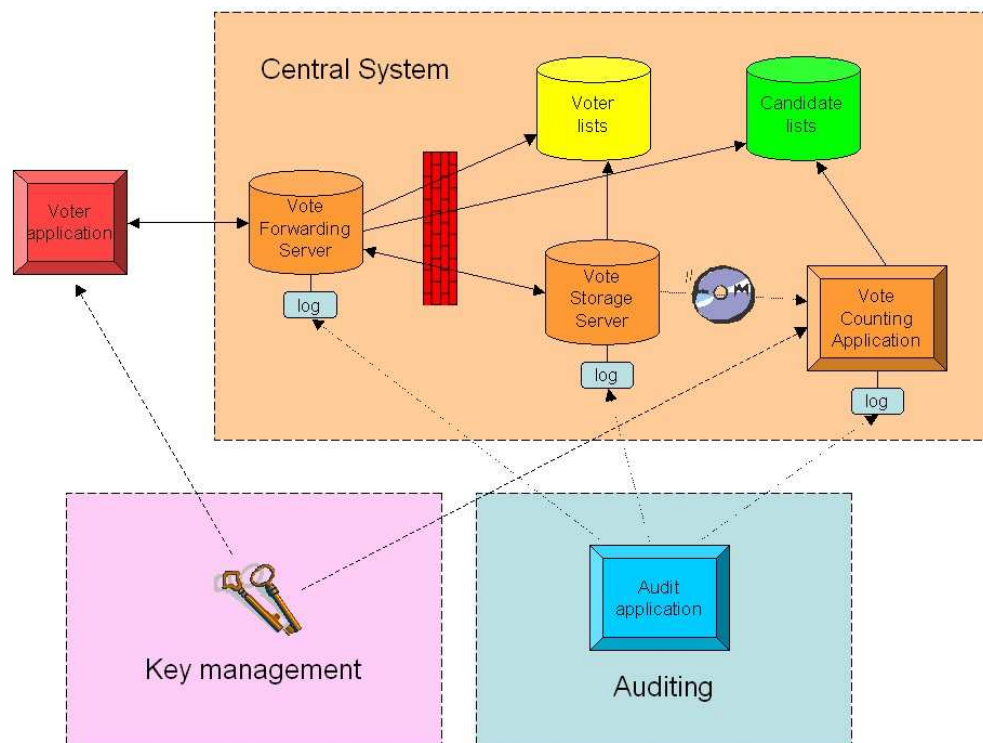 Central System
Voter
lists
Candidate
lists
Voter
application
Vote
Forwarding
Server
log
Vote
Storage
Server
log
Vote
Counting
Application
log
Key management
Audit
application
Auditing